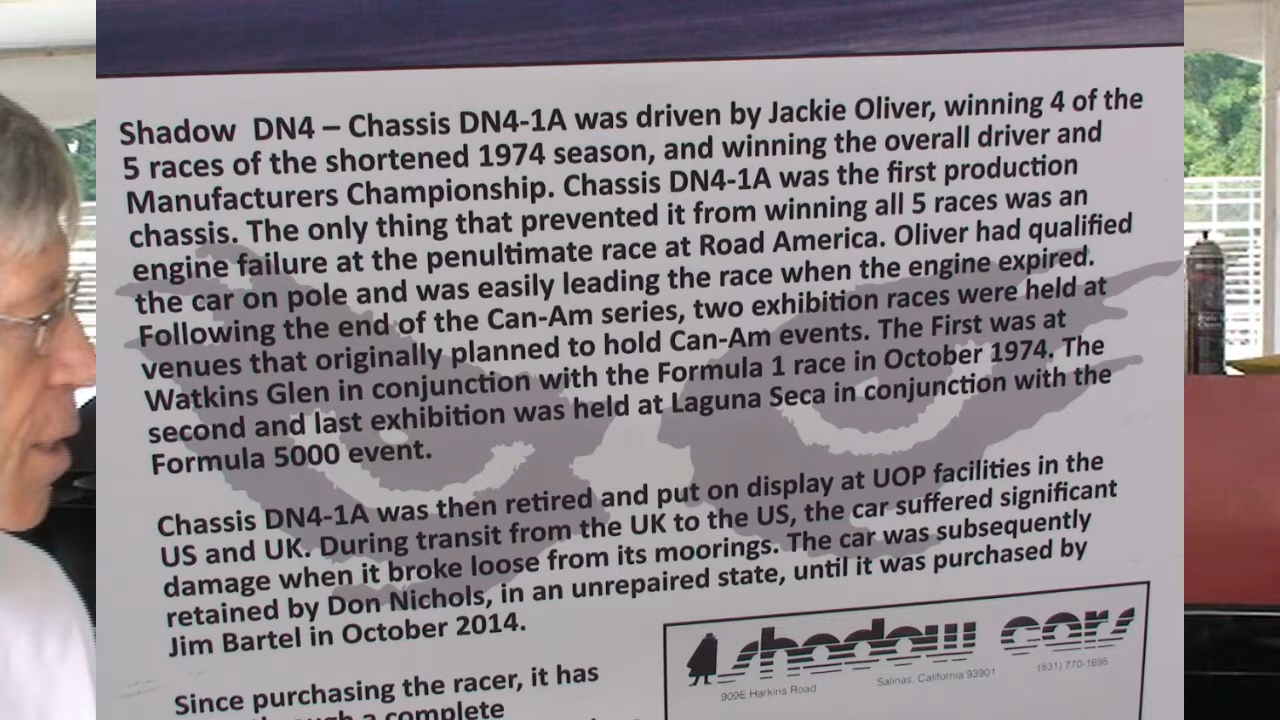 Shadow DN4 – Chassis DN4-1A was driven by Jackie Oliver, winning 4 of the
5 races of the shortened 1974 season, and winning the overall driver and
Manufacturers Championship. Chassis DN4-1A was the first production
chassis. The only thing that prevented it from winning all 5 races was an
engine failure at the penultimate race at Road America. Oliver had qualified
the car on pole and was easily leading the race when the engine expired.
Following the end of the Can-Am series, two exhibition races were held at
venues that originally planned to hold Can-Am events. The First was at
Watkins Glen in conjunction with the Formula 1 race in October 1974. The
second and last exhibition was held at Laguna Seca in conjunction with the
Formula 5000 event.
Chassis DN4-1A was then retired and put on display at UOP facilities in the
US and UK. During transit from the UK to the US, the car suffered significant
damage when it broke loose from its moorings. The car was subsequently
retained by Don Nichols, in an unrepaired state, until it was purchased by
Jim Bartel in October 2014.
Since purchasing the racer, it has
a complete
shadow cars
909E Harkins Road Salinas, California 93901 (831) 770-1695